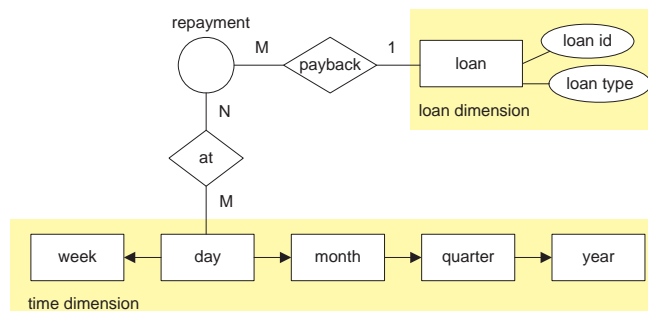 repayment
M
payback
1
loan
loan id
loan type
loan dimension
N
at
M
week
day
month
quarter
year
time dimension